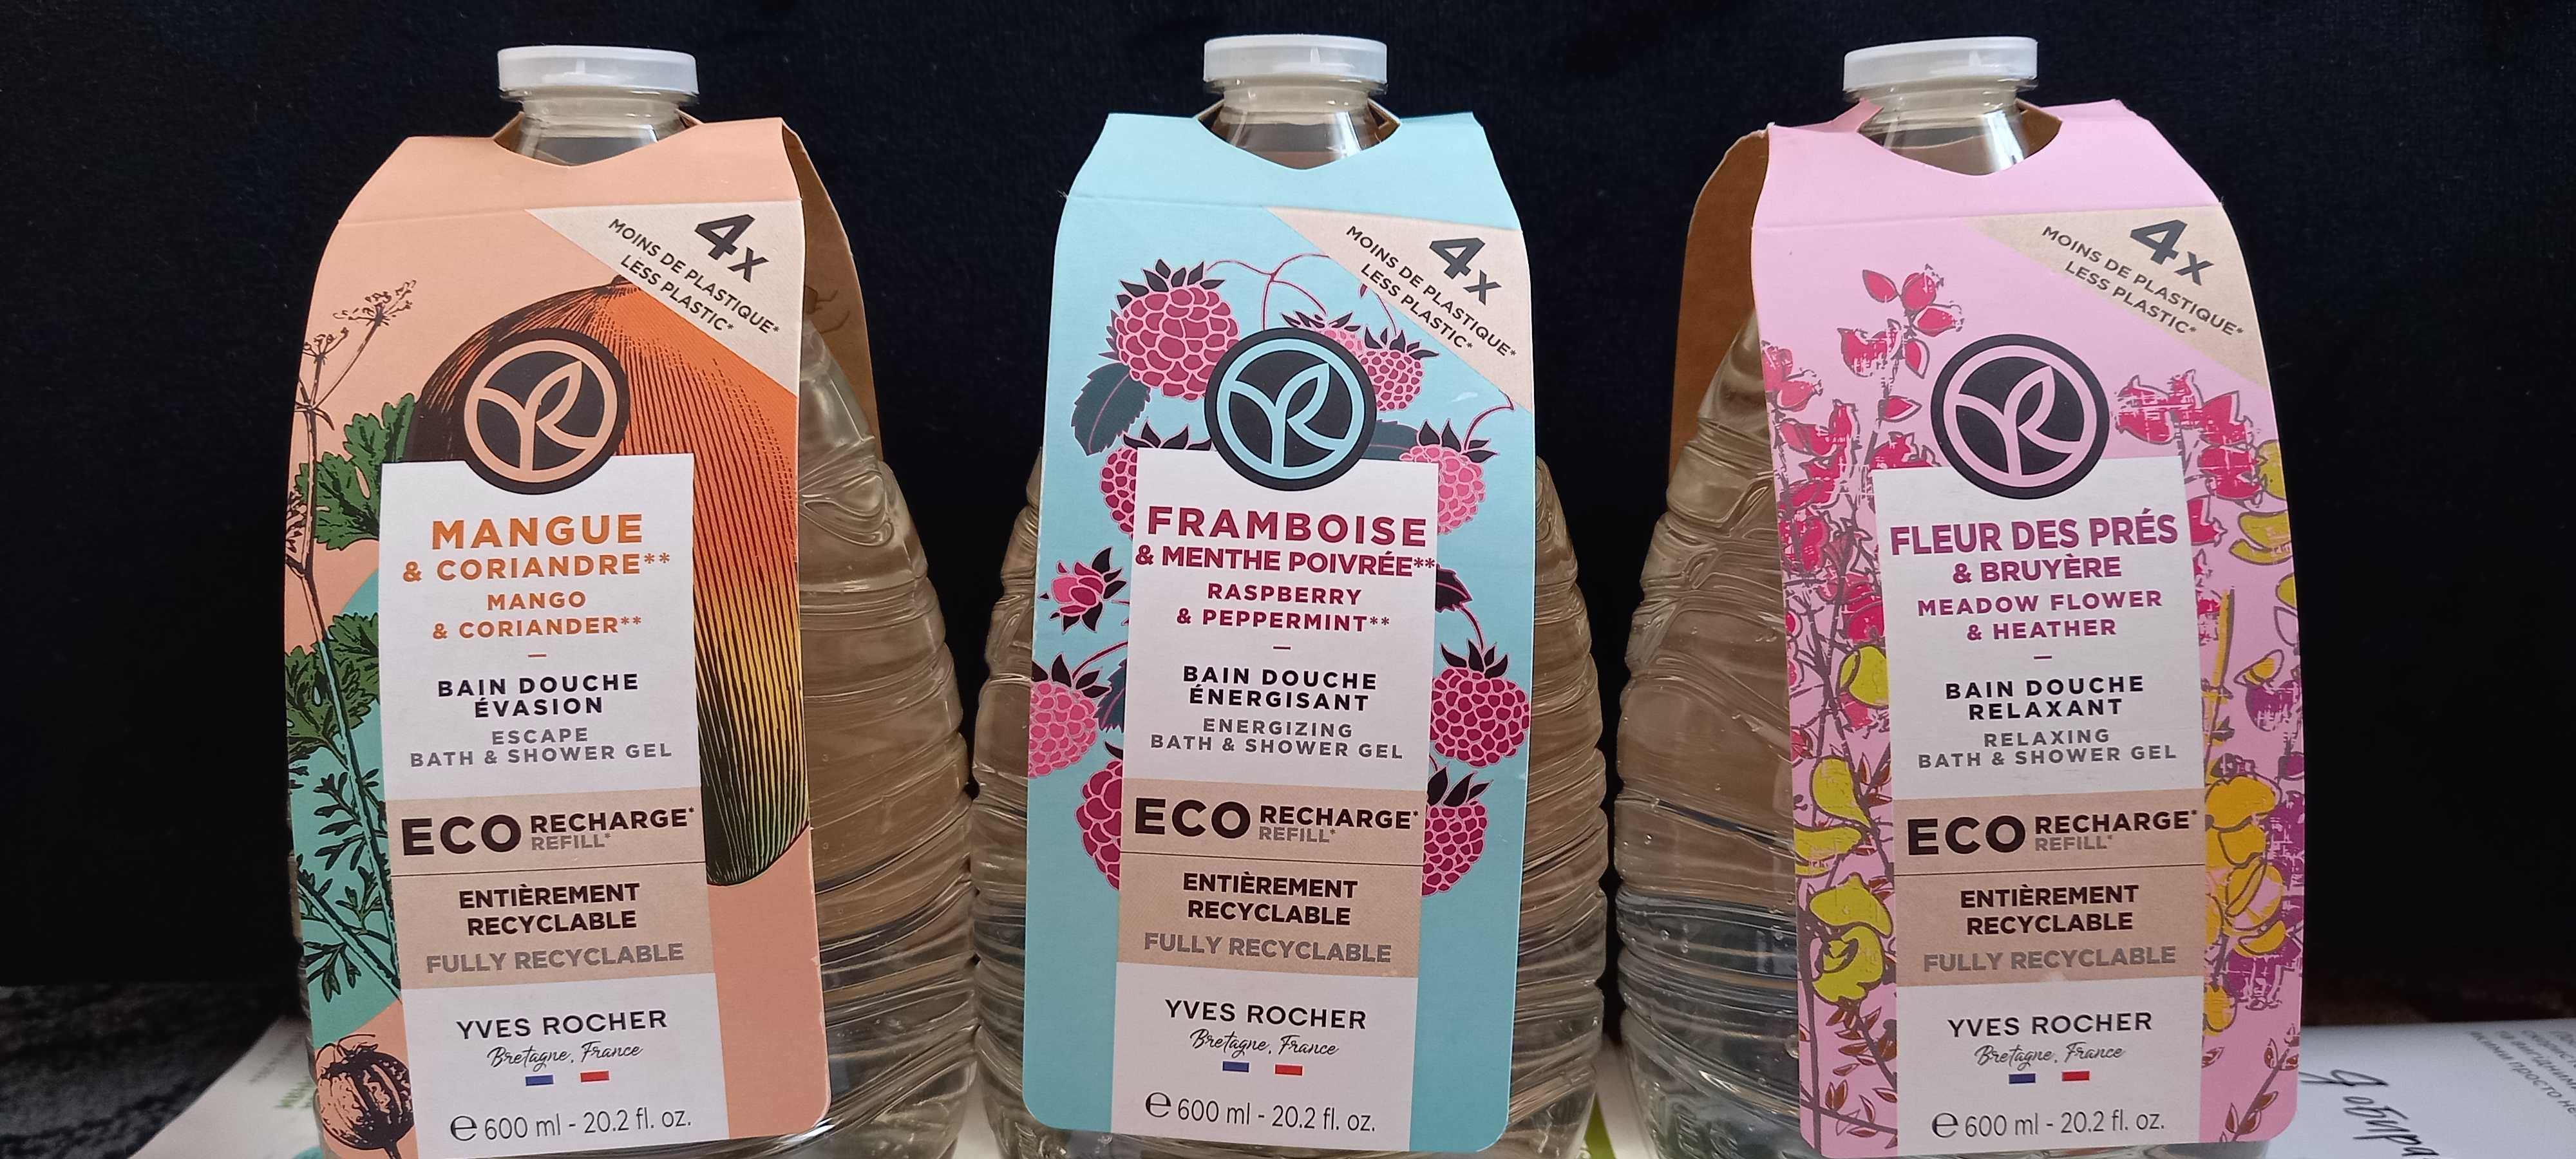 4x
MOINS DE PLASTIQUE*
LESS PLASTIC*
MANGUE
& CORIANDRE**
MANGO
& CORIANDER**
BAIN DOUCHE
ÉVASION
ESCAPE
BATH & SHOWER GEL
ECO RECHARGE*
REFILL*
ENTIÈREMENT
RECYCLABLE
FULLY RECYCLABLE
YVES ROCHER
Bretagne, France
℮ 600 ml - 20.2 fl. oz.
4x
MOINS DE PLASTIQUE*
LESS PLASTIC*
FRAMBOISE
& MENTHE POIVRÉE**
RASPBERRY
& PEPPERMINT**
BAIN DOUCHE
ÉNERGISANT
ENERGIZING
BATH & SHOWER GEL
ECO RECHARGE*
REFILL*
ENTIÈREMENT
RECYCLABLE
FULLY RECYCLABLE
YVES ROCHER
Bretagne, France
℮ 600 ml - 20.2 fl. oz.
4x
MOINS DE PLASTIQUE*
LESS PLASTIC*
FLEUR DES PRÉS
& BRUYÈRE
MEADOW FLOWER
& HEATHER
BAIN DOUCHE
RELAXANT
RELAXING
BATH & SHOWER GEL
ECO RECHARGE*
REFILL*
ENTIÈREMENT
RECYCLABLE
FULLY RECYCLABLE
YVES ROCHER
Bretagne, France
℮ 600 ml - 20.2 fl. oz.